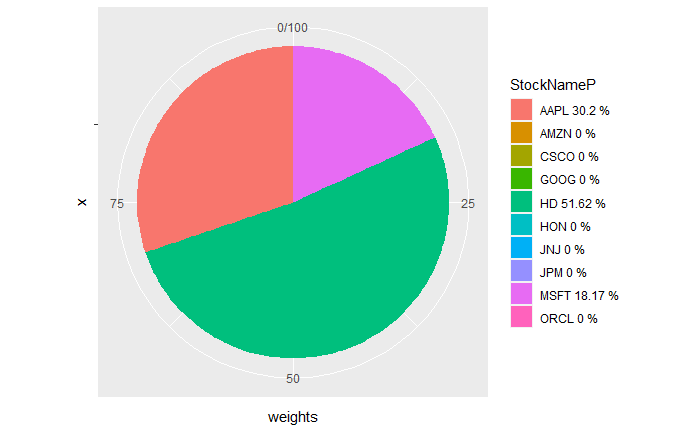 0/100
25
50
75
x
weights
StockNameP
AAPL 30.2 %
AMZN 0 %
CSCO 0 %
GOOG 0 %
HD 51.62 %
HON 0 %
JNJ 0 %
JPM 0 %
MSFT 18.17 %
ORCL 0 %